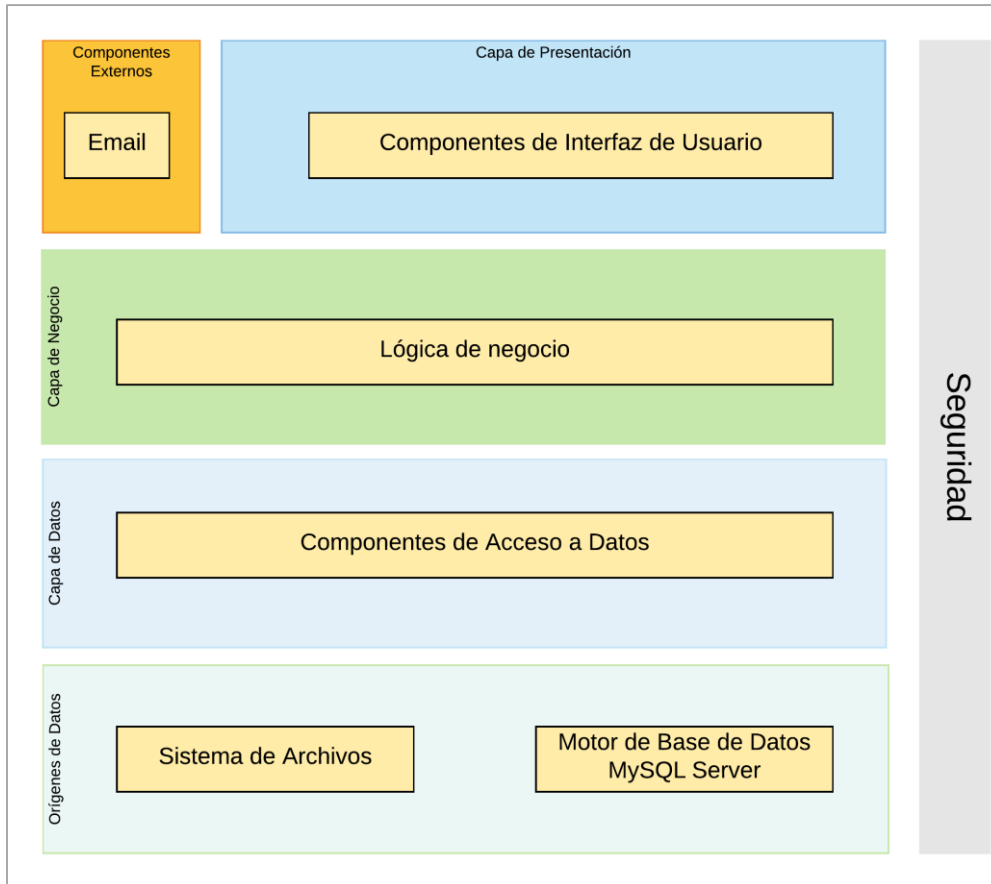 Componentes
Externos
Email
Capa de Presentación
Componentes de Interfaz de Usuario
Capa de Negocio
Lógica de negocio
Capa de Datos
Componentes de Acceso a Datos
Orígenes de Datos
Sistema de Archivos
Motor de Base de Datos
MySQL Server
Seguridad